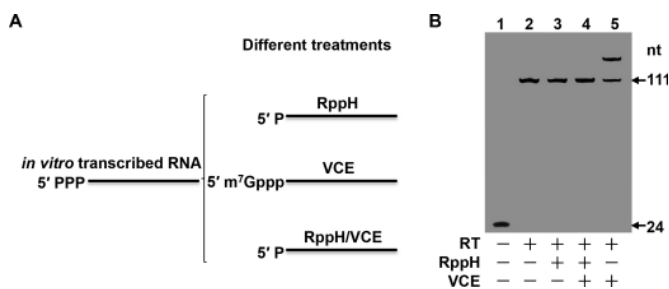 A
Different treatments
RppH
5′ P
in vitro transcribed RNA
5′ PPP
VCE
5′ m⁷Gppp
RppH/VCE
5′ P
B
1 2 3 4 5
nt
111
24
RT − + + + +
RppH − − + + −
VCE − − − + +